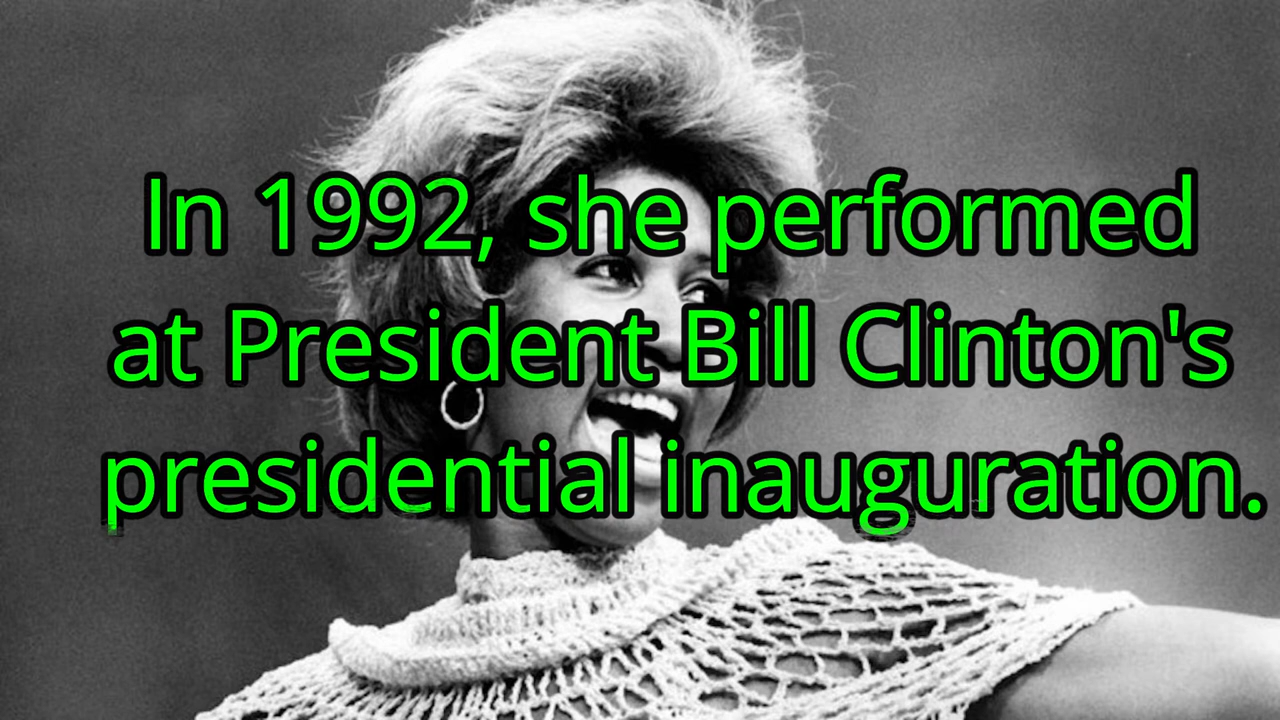 In 1992, she performed
at President Bill Clinton's
presidential inauguration.